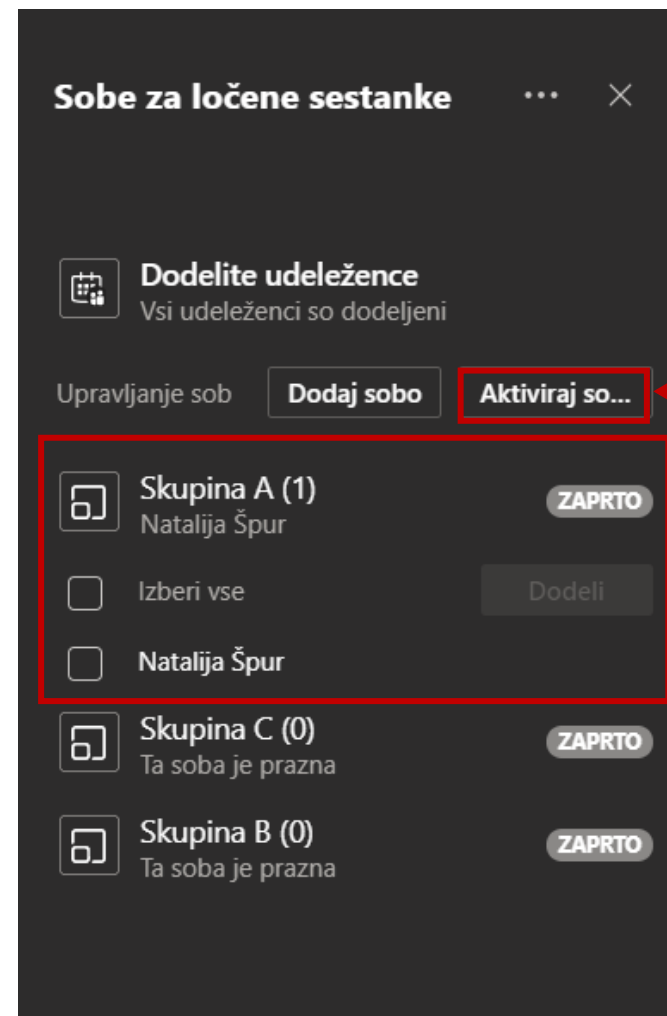 Sobe za ločene sestanke
Dodelite udeležence
Vsi udeleženci so dodeljeni
Upravljanje sob Dodaj sobo Aktiviraj so...
Skupina A (1) ZAPRTO
Natalija Špur
Izberi vse Dodeli
Natalija Špur
Skupina C (0) ZAPRTO
Ta soba je prazna
Skupina B (0) ZAPRTO
Ta soba je prazna